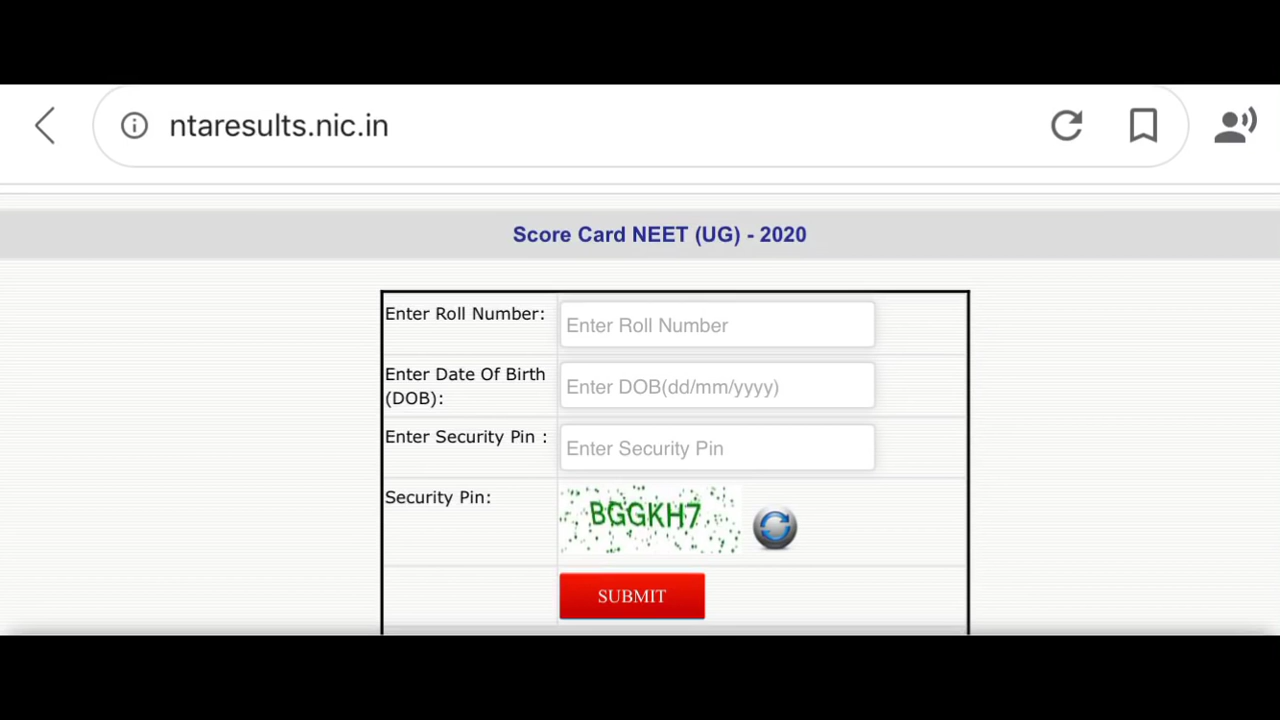 ntaresults.nic.in
Score Card NEET (UG) - 2020
Enter Roll Number:
Enter Roll Number
Enter Date Of Birth
(DOB):
Enter DOB(dd/mm/yyyy)
Enter Security Pin :
Enter Security Pin
Security Pin:
BGGKH7
SUBMIT